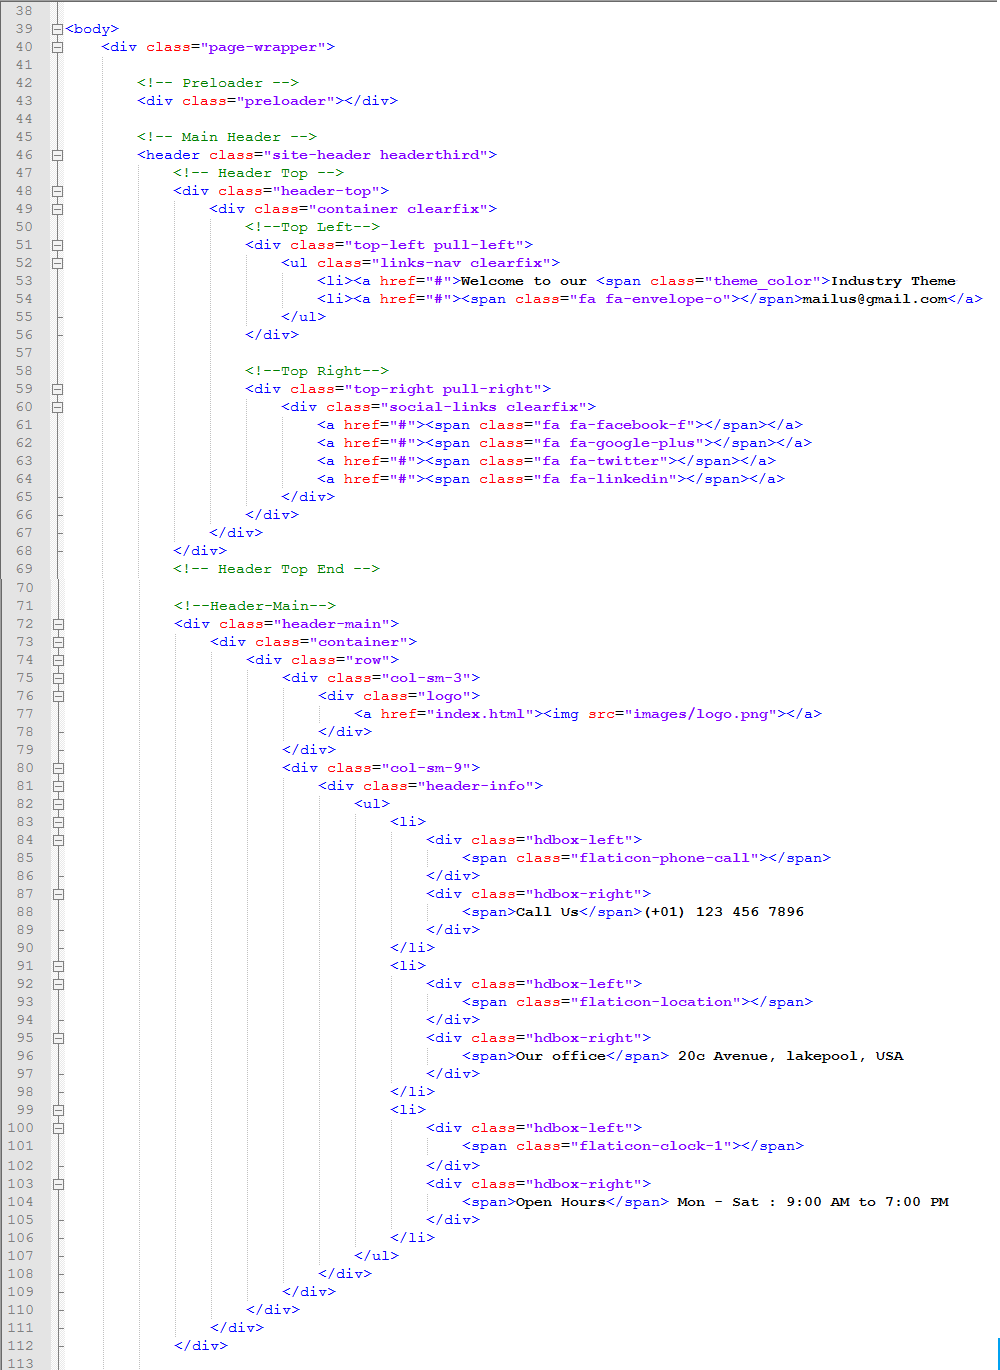 38
39 <body>
40 <div class="page-wrapper">
41
42 <!-- Preloader -->
43 <div class="preloader"></div>
44
45 <!-- Main Header -->
46 <header class="site-header headerthird">
47 <!-- Header Top -->
48 <div class="header-top">
49 <div class="container clearfix">
50 <!--Top Left-->
51 <div class="top-left pull-left">
52 <ul class="links-nav clearfix">
53 <li><a href="#">Welcome to our <span class="theme_color">Industry Theme
54 <li><a href="#"><span class="fa fa-envelope-o"></span>mailus@gmail.com</a>
55 </ul>
56 </div>
57
58 <!--Top Right-->
59 <div class="top-right pull-right">
60 <div class="social-links clearfix">
61 <a href="#"><span class="fa fa-facebook-f"></span></a>
62 <a href="#"><span class="fa fa-google-plus"></span></a>
63 <a href="#"><span class="fa fa-twitter"></span></a>
64 <a href="#"><span class="fa fa-linkedin"></span></a>
65 </div>
66 </div>
67 </div>
68 </div>
69 <!-- Header Top End -->
70
71 <!--Header-Main-->
72 <div class="header-main">
73 <div class="container">
74 <div class="row">
75 <div class="col-sm-3">
76 <div class="logo">
77 <a href="index.html"><img src="images/logo.png"></a>
78 </div>
79 </div>
80 <div class="col-sm-9">
81 <div class="header-info">
82 <ul>
83 <li>
84 <div class="hdbox-left">
85 <span class="flaticon-phone-call"></span>
86 </div>
87 <div class="hdbox-right">
88 <span>Call Us</span>(+01) 123 456 7896
89 </div>
90 </li>
91 <li>
92 <div class="hdbox-left">
93 <span class="flaticon-location"></span>
94 </div>
95 <div class="hdbox-right">
96 <span>Our office</span> 20c Avenue, lakepool, USA
97 </div>
98 </li>
99 <li>
100 <div class="hdbox-left">
101 <span class="flaticon-clock-1"></span>
102 </div>
103 <div class="hdbox-right">
104 <span>Open Hours</span> Mon - Sat : 9:00 AM to 7:00 PM
105 </div>
106 </li>
107 </ul>
108 </div>
109 </div>
110 </div>
111 </div>
112 </div>
113